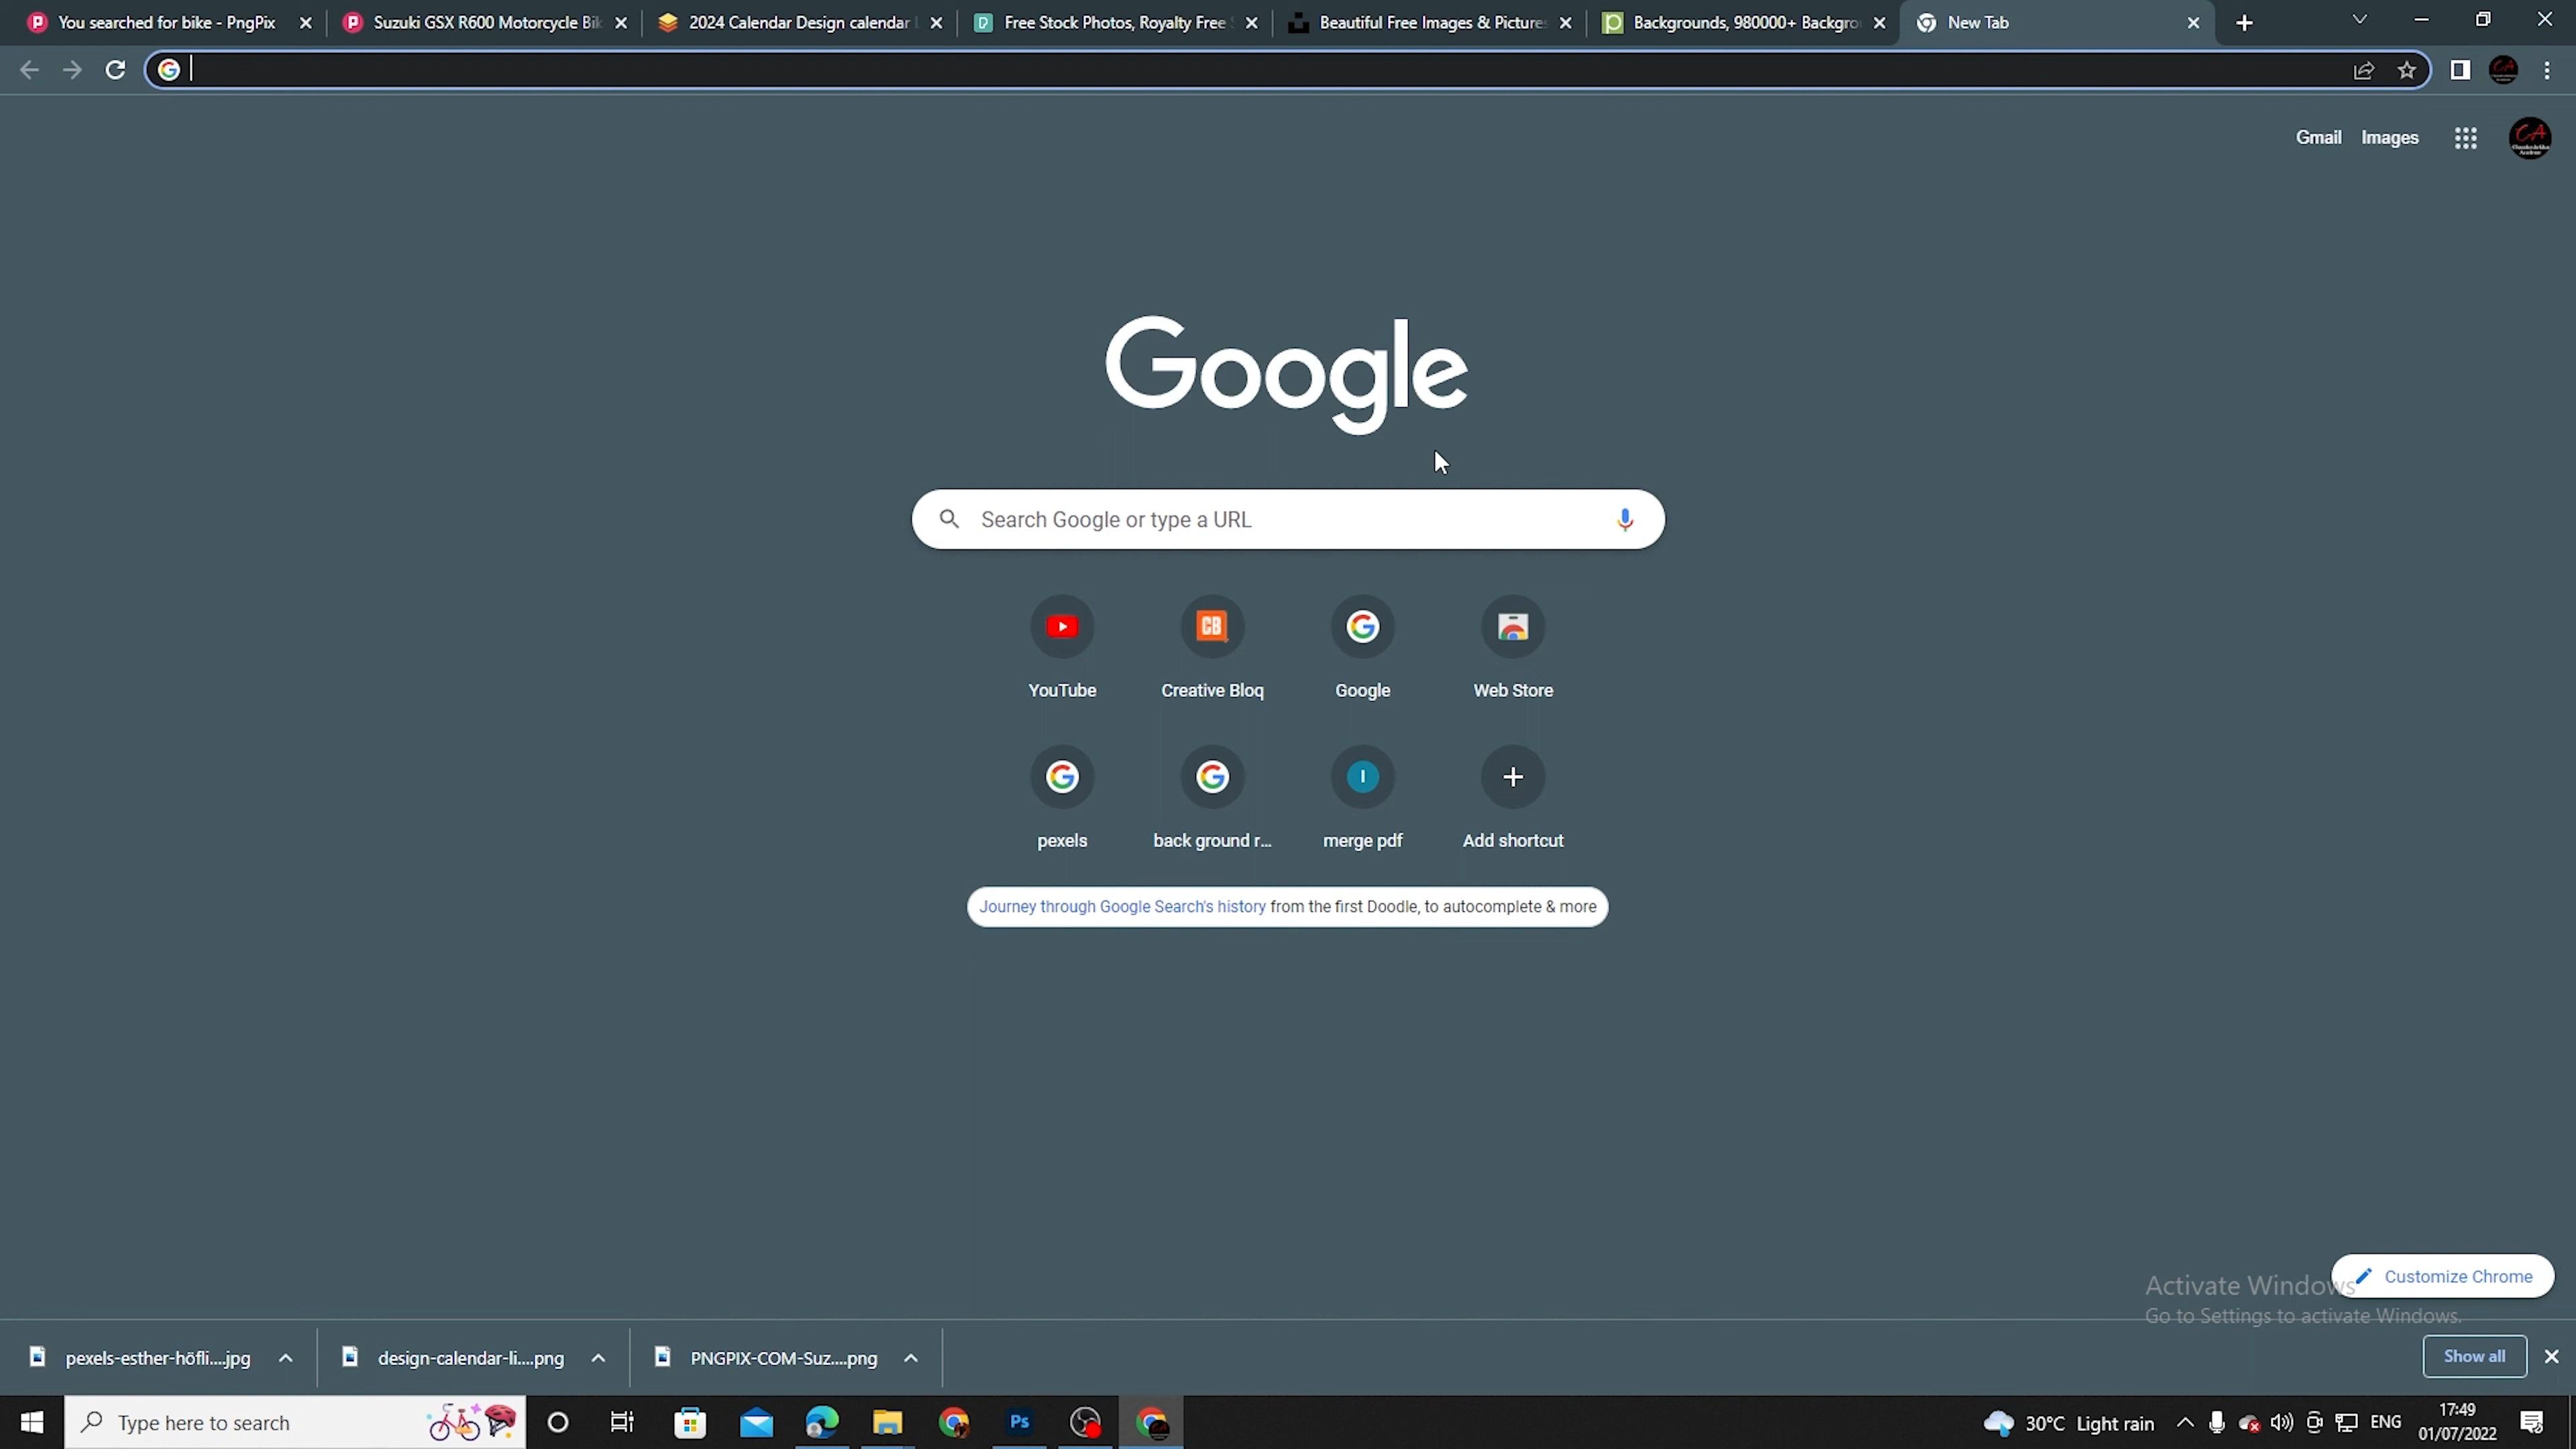 You searched for bike - PngPix
Suzuki GSX R600 Motorcycle Bik
2024 Calendar Design calendar
Free Stock Photos, Royalty Free
Beautiful Free Images & Pictures
Backgrounds, 980000+ Backgro
New Tab
Gmail Images
CA
Google
Search Google or type a URL
YouTube
CB
Creative Bloq
Google
Web Store
pexels
back ground r...
I
merge pdf
Add shortcut
Journey through Google Search's history from the first Doodle, to autocomplete & more
Customize Chrome
Activate Windows
Go to Settings to activate Windows.
pexels-esther-höfli....jpg
design-calendar-li....png
PNGPIX-COM-Suz....png
Show all
Type here to search
Ps
30°C Light rain
ENG
17:49
01/07/2022